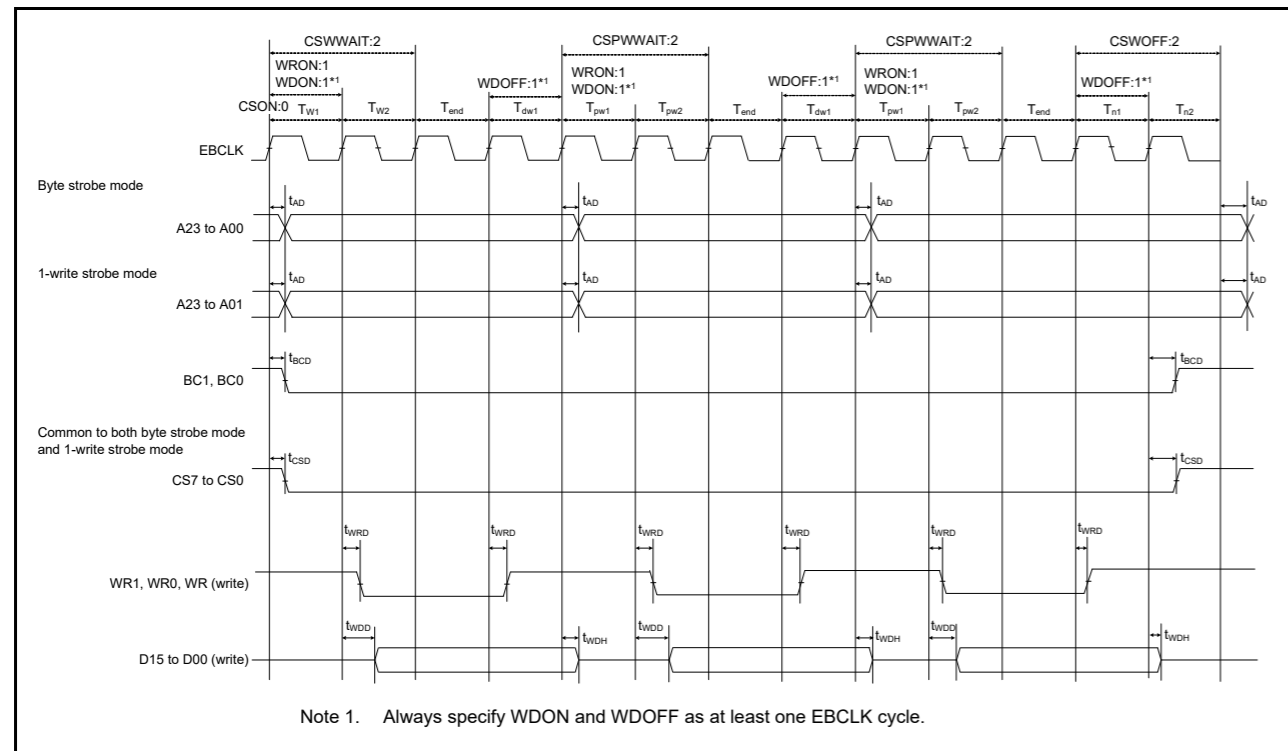 CSWWAIT:2 CSPWWAIT:2 CSPWWAIT:2 CSWOFF:2
WRON:1 WRON:1 WRON:1
WDON:1*1 WDOFF:1*1 WDON:1*1 WDOFF:1*1 WDON:1*1 WDOFF:1*1
CSON:0 TW1 TW2 Tend Tdw1 Tpw1 Tpw2 Tend Tdw1 Tpw1 Tpw2 Tend Tn1 Tn2
EBCLK
Byte strobe mode
tAD tAD tAD tAD
A23 to A00
1-write strobe mode
tAD tAD tAD tAD
A23 to A01
tBCD tBCD
BC1, BC0
Common to both byte strobe mode
and 1-write strobe mode
tCSD tCSD
CS7 to CS0
tWRD tWRD tWRD tWRD tWRD tWRD
WR1, WR0, WR (write)
tWDD tWDH tWDD tWDH tWDD tWDH
D15 to D00 (write)
Note 1. Always specify WDON and WDOFF as at least one EBCLK cycle.